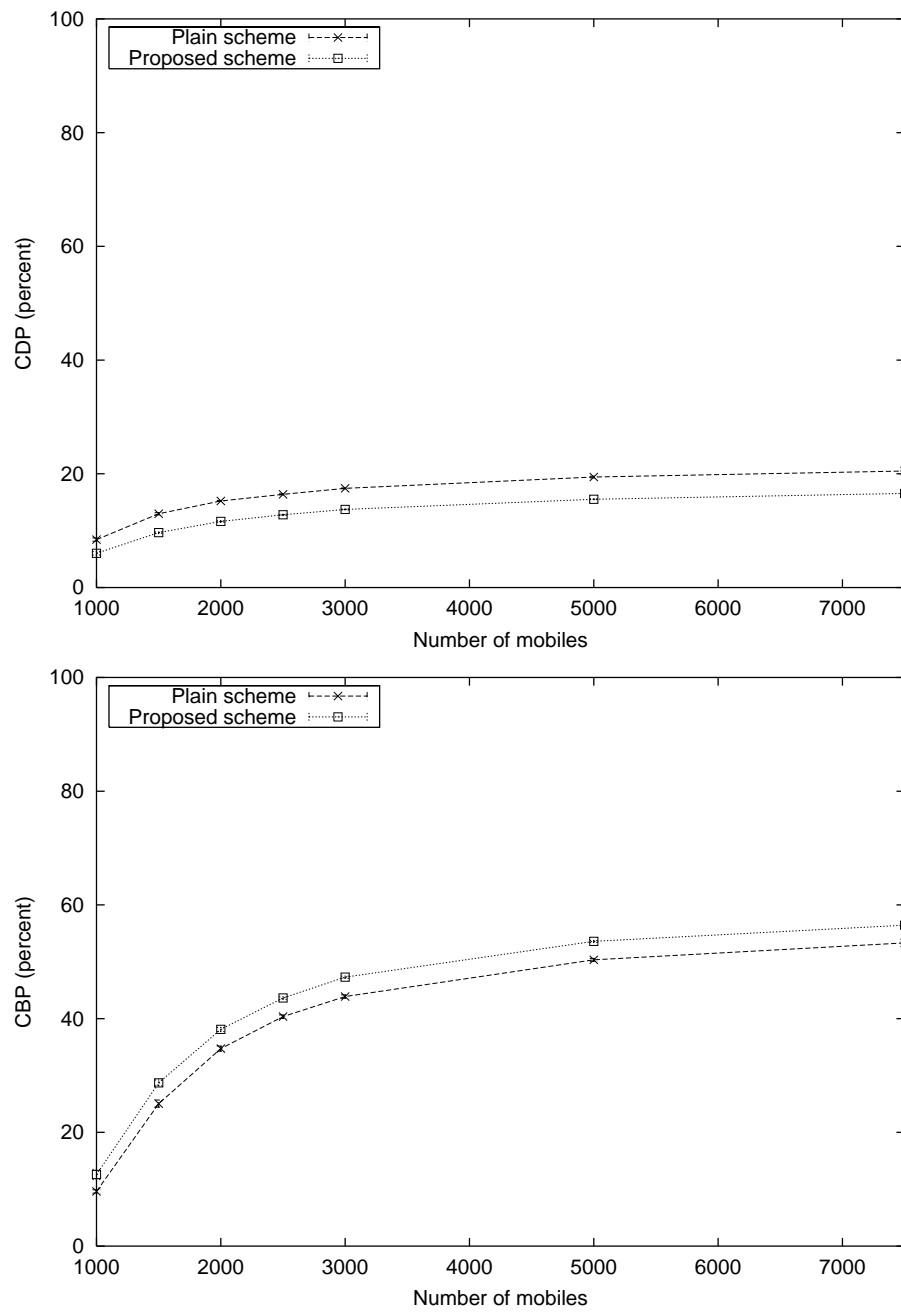 100
80
60
40
20
0
CDP (percent)
Plain scheme
Proposed scheme
1000 2000 3000 4000 5000 6000 7000
Number of mobiles
100
80
60
40
20
0
CBP (percent)
Plain scheme
Proposed scheme
1000 2000 3000 4000 5000 6000 7000
Number of mobiles